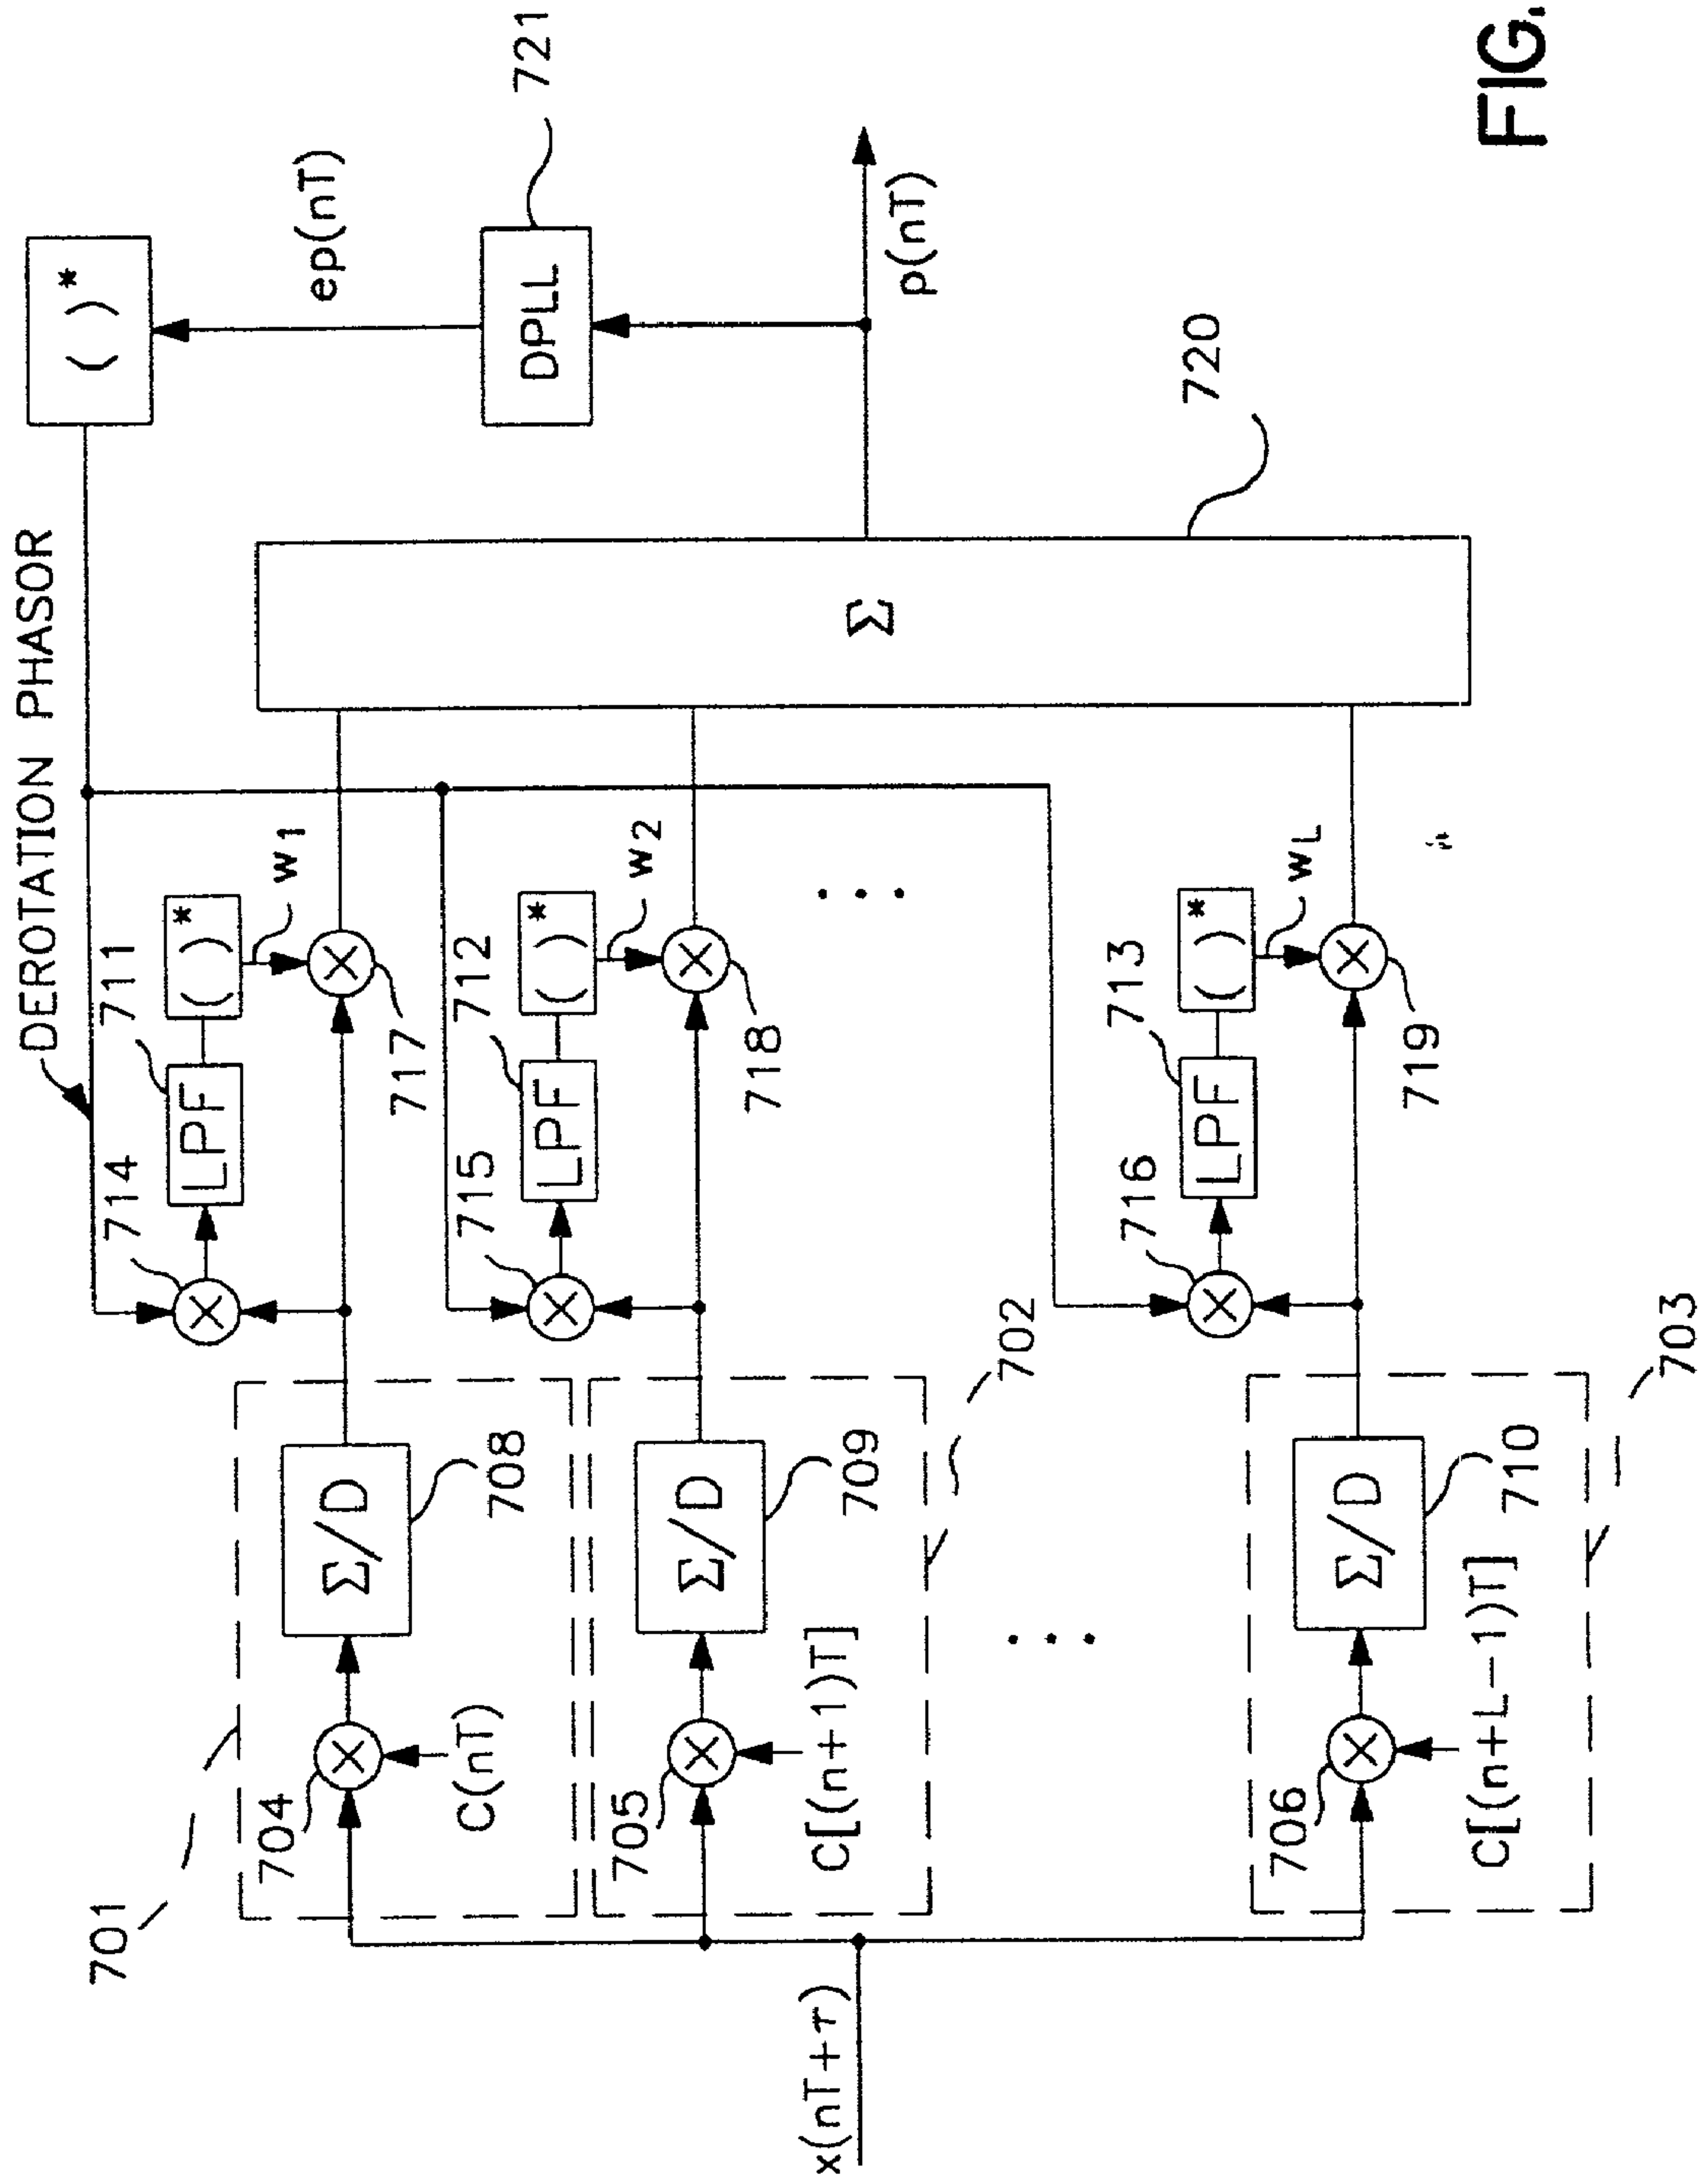 DEROTATION PHASOR
( )*
ep(nT)
DPLL
721
p(nT)
714
711
LPF
( )*
w1
717
715
712
LPF
( )*
w2
718
...
716
713
LPF
( )*
wL
719
Σ
720
701
704
C(nT)
Σ/D
708
705
C[(n+1)T]
Σ/D
709
702
...
706
C[(n+L-1)T]
Σ/D
710
703
x(nT+τ)
FIG.